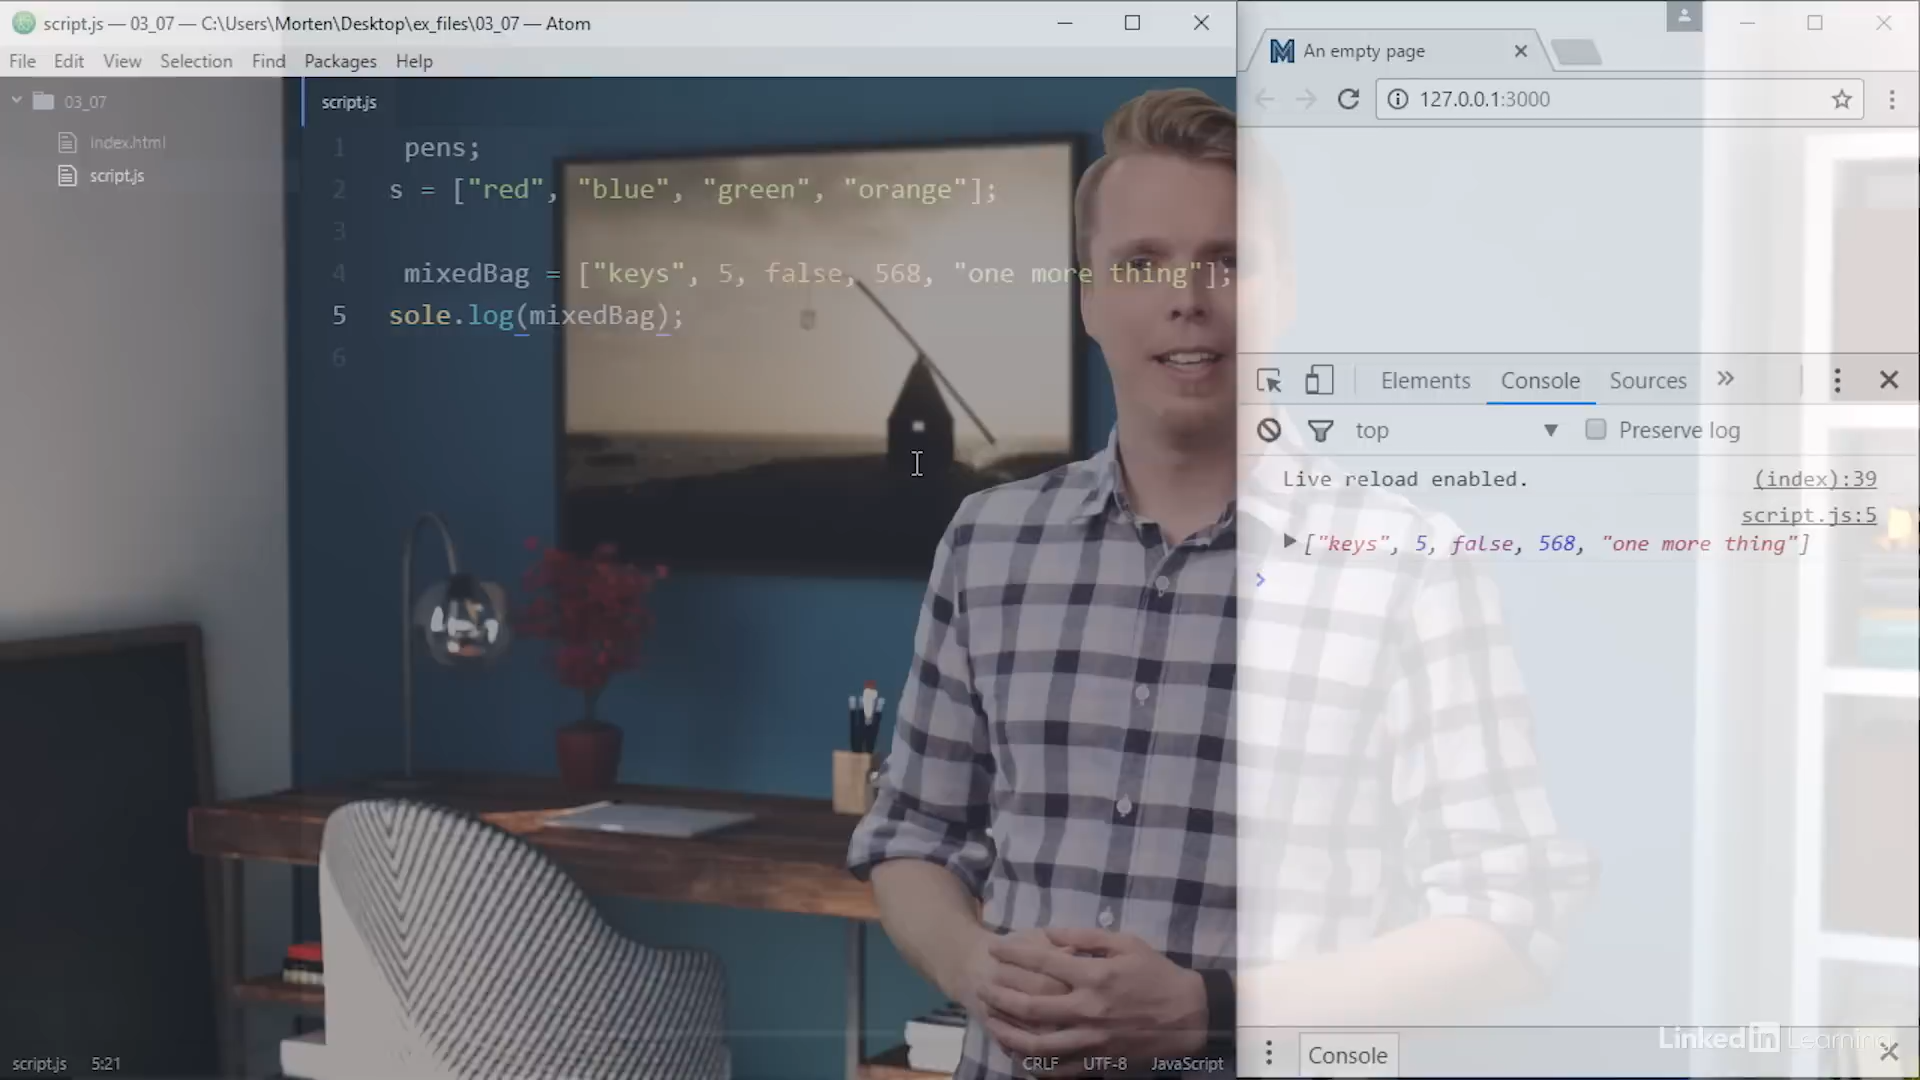 script.js — 03_07 — C:\Users\Morten\Desktop\ex_files\03_07 — Atom
File Edit View Selection Find Packages Help
03_07
index.html
script.js
script.js
1 pens;
2 s = ["red", "blue", "green", "orange"];
3
4 mixedBag = ["keys", 5, false, 568, "one more thing"];
5 sole.log(mixedBag);
6
script.js 5:21
CRLF UTF-8 JavaScript
An empty page
127.0.0.1:3000
Elements Console Sources »
top Preserve log
Live reload enabled. (index):39
script.js:5
["keys", 5, false, 568, "one more thing"]
Console
LinkedIn Learning